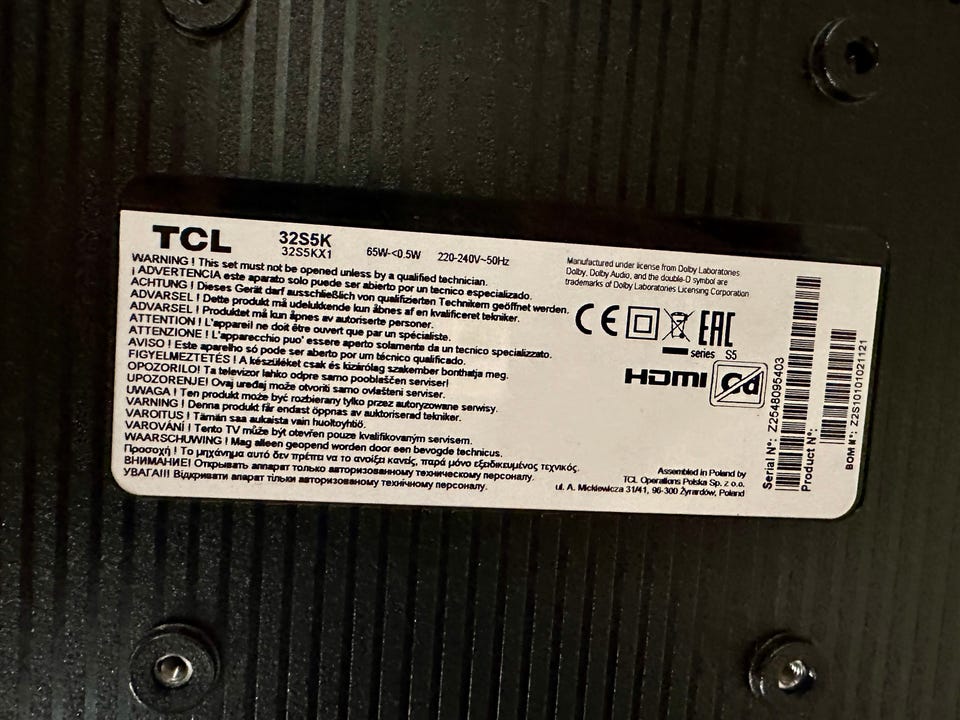 TCL
32S5K
32S5KX1
65W-<0.5W 220-240V~50Hz
WARNING ! This set must not be opened unless by a qualified technician.
¡ ADVERTENCIA este aparato solo puede ser abierto por un tecnico especializado.
ACHTUNG ! Dieses Gerät darf ausschließlich von qualifizierten Technikern geöffnet werden.
ADVARSEL ! Dette produkt må udelukkende kun åbnes af en kvalificeret tekniker.
ADVARSEL ! Produktet må kun åpnes av autoriserte personer.
ATTENTION ! L'appareil ne doit être ouvert que par un spécialiste.
ATTENZIONE ! L'apparecchio puo' essere aperto solamente da un tecnico specializzato.
AVISO ! Este aparelho só pode ser aberto por um técnico qualificado.
FIGYELMEZTETÉS ! A készüléket csak és kizárólag szakember bonthatja meg.
OPOZORILO! Ta televizor lahko odpre samo pooblaščen serviser!
UPOZORENJE! Ovaj uređaj može otvoriti samo ovlašteni serviser.
UWAGA ! Ten produkt może być rozbierany tylko przez autoryzowane serwisy.
VARNING ! Denna produkt får endast öppnas av auktoriserad tekniker.
VAROITUS ! Tämän saa aukaista vain huoltoyhtiö.
VAROVÁNÍ ! Tento TV může být otevřen pouze kvalifikovaným servisem.
WAARSCHUWING ! Mag alleen geopend worden door een bevoegde technicus.
Προσοχή ! Το μηχάνημα αυτό δεν τρέπτα να το ανοίξει κανείς, παρά μόνο εξειδικευμένος τεχνικός.
ВНИМАНИЕ! Открывать аппарат только авторизованному техническому персоналу.
УВАГА!!! Відкривати апарат тільки авторизованому технічному персоналу.
Manufactured under license from Dolby Laboratories
Dolby, Dolby Audio, and the double-D symbol are
trademarks of Dolby Laboratories Licensing Corporation
CE EAC
series S5
HDMI Cd
Assembled in Poland by
TCL Operations Polska Sp. z o.o.
ul. A. Mickiewicza 31/41, 96-300 Żyrardów, Poland
Serial N°: Z2548095403
Product N°:
BOM N°: Z2S10101021121